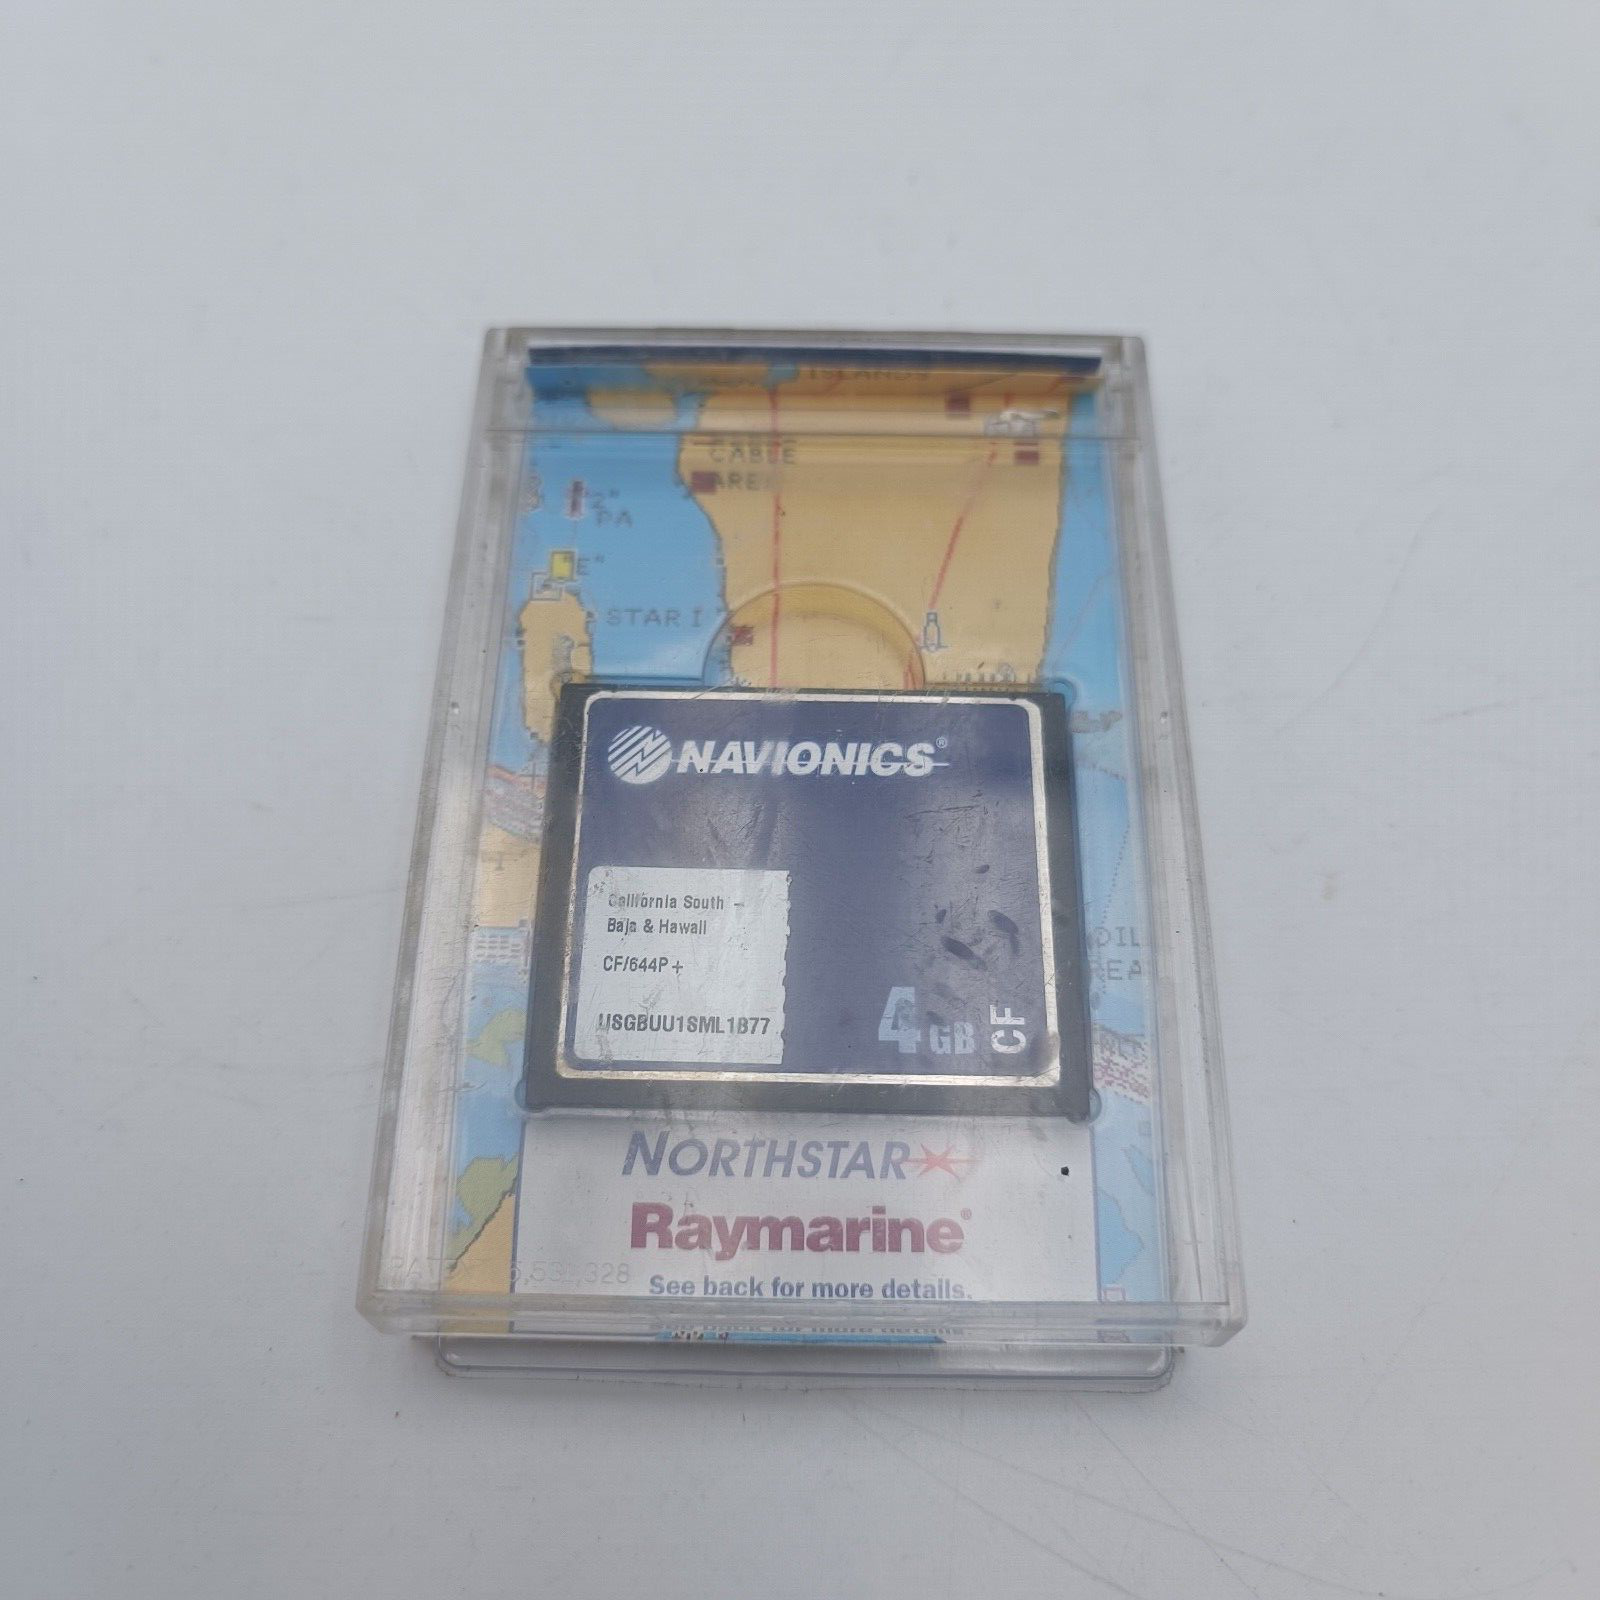 ISLANDS
CABLE
AREA
"2"
PA
"E"
STAR I
NAVIONICS®
California South -
Baja & Hawaii
CF/644P+
USGBUU1SML1B77
4GB
CF
NORTHSTAR
Raymarine®
See back for more details.